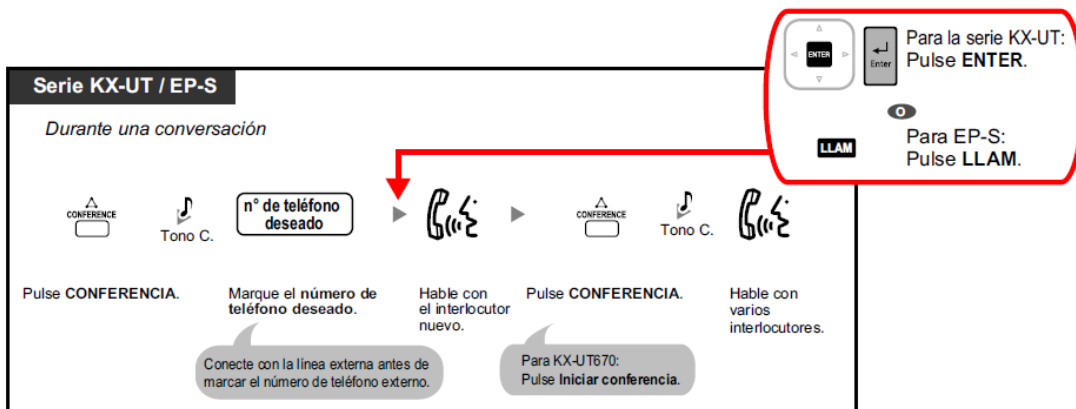 Serie KX-UT / EP-S
Durante una conversación
ENTER
Enter
Para la serie KX-UT:
Pulse ENTER.
O
LLAM
Para EP-S:
Pulse LLAM.
CONFERENCE
Tono C.
n° de teléfono
deseado
CONFERENCE
Tono C.
Pulse CONFERENCIA.
Marque el número de
teléfono deseado.
Hable con
el interlocutor
nuevo.
Pulse CONFERENCIA.
Hable con
varios
interlocutores.
Conecte con la línea externa antes de
marcar el número de teléfono externo.
Para KX-UT670:
Pulse Iniciar conferencia.